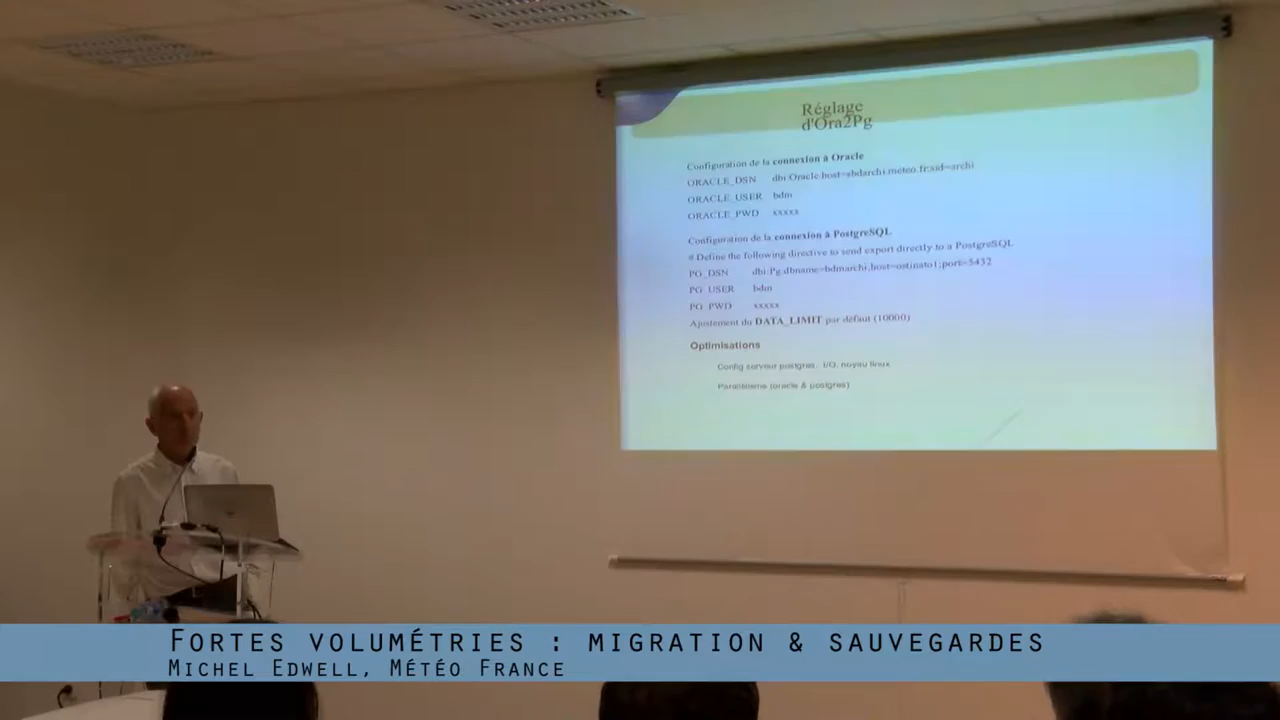 Réglage
d'Ora2Pg
Configuration de la connexion à Oracle
ORACLE_DSN dbi:Oracle:host=sbdarchi.meteo.fr;sid=archi
ORACLE_USER bdm
ORACLE_PWD xxxxx
Configuration de la connexion à PostgreSQL
# Define the following directive to send export directly to a PostgreSQL
PG_DSN dbi:Pg:dbname=bdmarchi;host=ostinato1;port=5432
PG_USER bdm
PG_PWD xxxxx
Ajustement du DATA_LIMIT par défaut (10000)
Optimisations
Config serveur postgres, I/O, noyau linux
Parallélisme (oracle & postgres)
FORTES VOLUMÉTRIES : MIGRATION & SAUVEGARDES
MICHEL EDWELL, MÉTÉO FRANCE